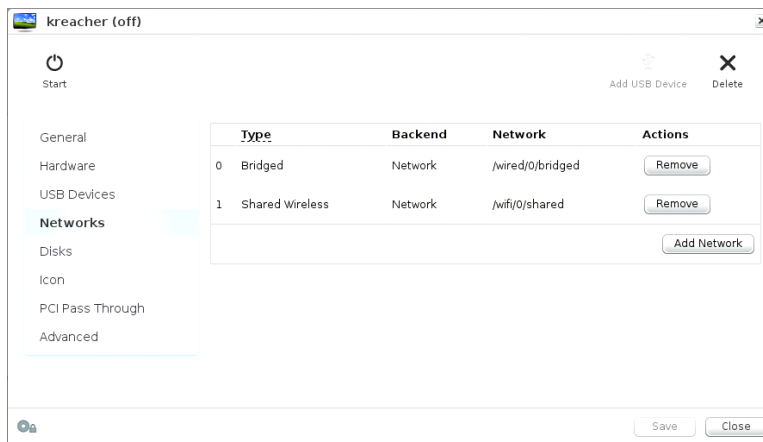 kreacher (off)
Start
Add USB Device
Delete
General
Hardware
USB Devices
Networks
Disks
Icon
PCI Pass Through
Advanced
Type Backend Network Actions
0 Bridged Network /wired/0/bridged Remove
1 Shared Wireless Network /wifi/0/shared Remove
Add Network
Save
Close